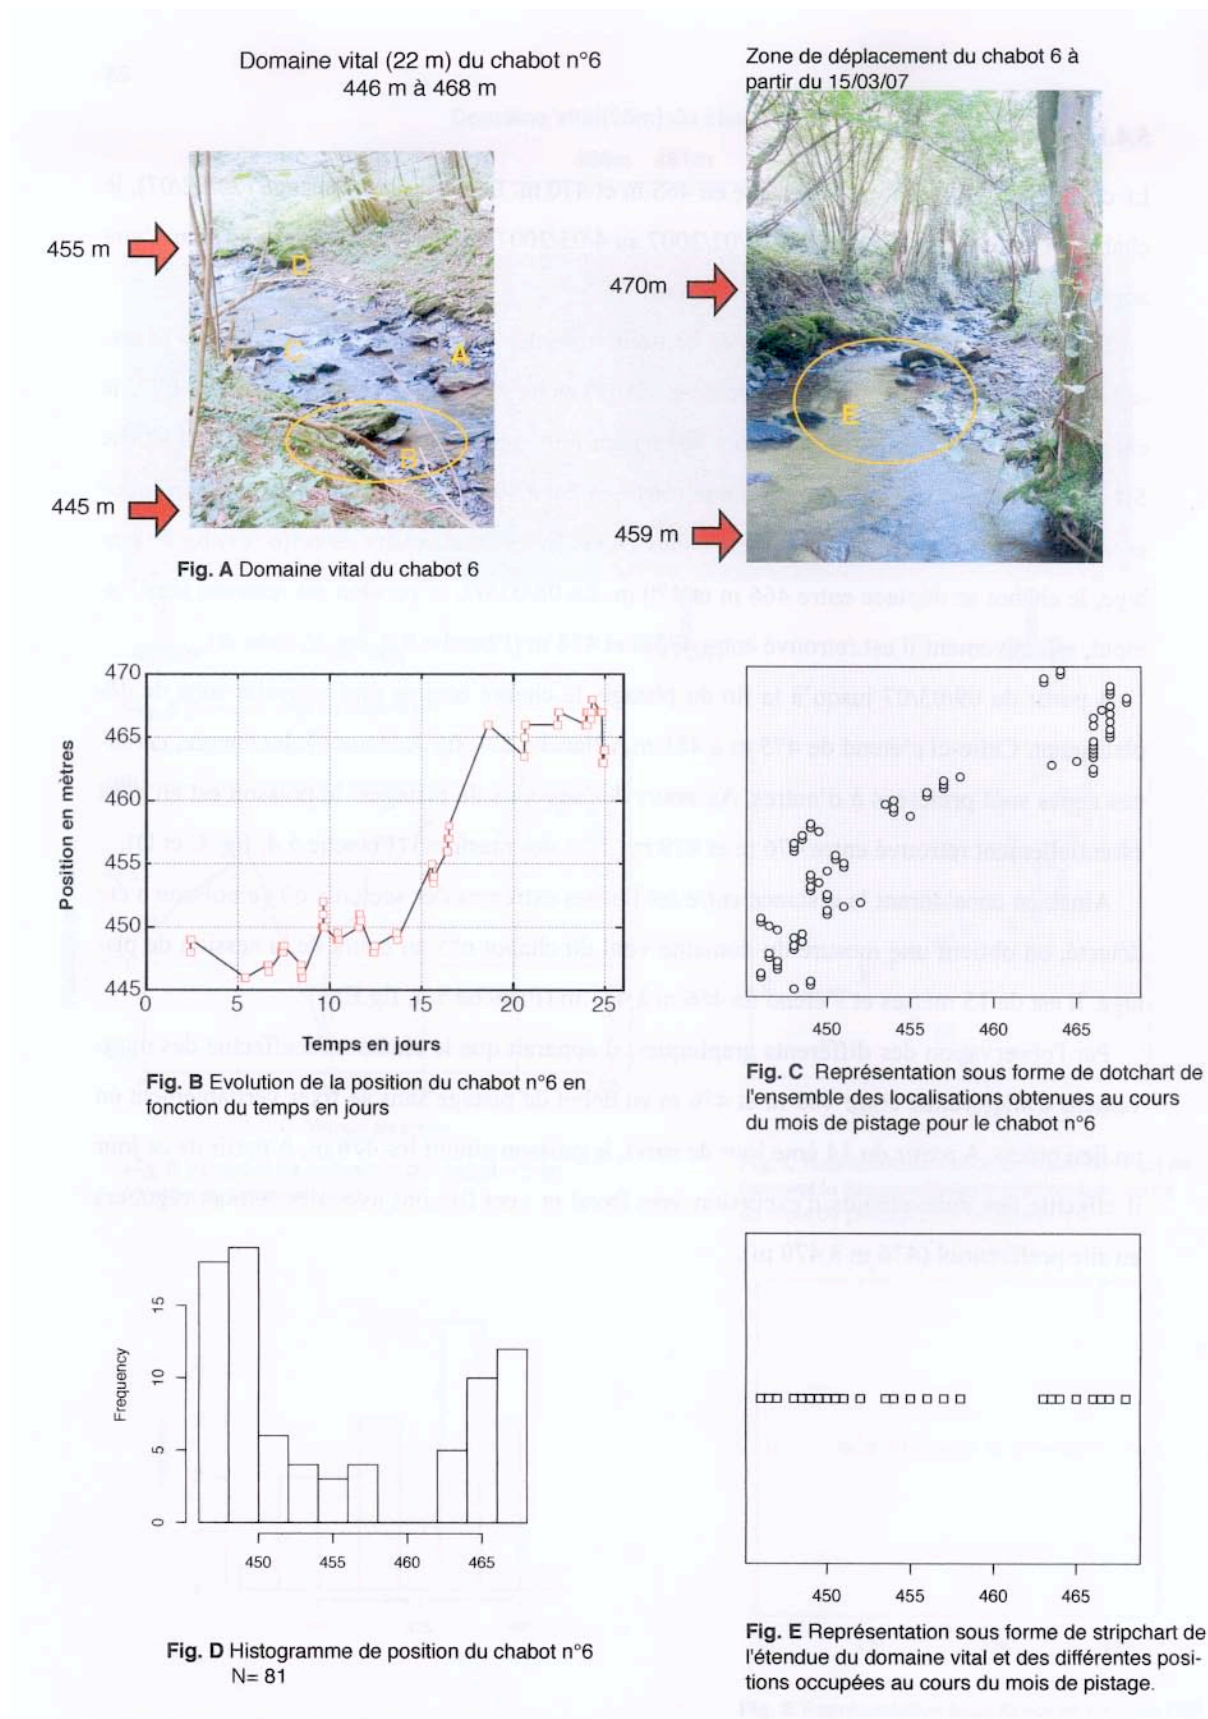 Domaine vital (22 m) du chabot n°6
446 m à 468 m
Zone de déplacement du chabot 6 à
partir du 15/03/07
455 m
D
C
A
B
445 m
470m
E
459 m
Fig. A Domaine vital du chabot 6
Position en mètres
470
465
460
455
450
445
0
5
10
15
20
25
Temps en jours
Fig. B Evolution de la position du chabot n°6 en
fonction du temps en jours
450
455
460
465
Fig. C Représentation sous forme de dotchart de
l'ensemble des localisations obtenues au cours
du mois de pistage pour le chabot n°6
Frequency
15
10
5
0
450
455
460
465
Fig. D Histogramme de position du chabot n°6
N= 81
450
455
460
465
Fig. E Représentation sous forme de stripchart de
l'étendue du domaine vital et des différentes posi-
tions occupées au cours du mois de pistage.